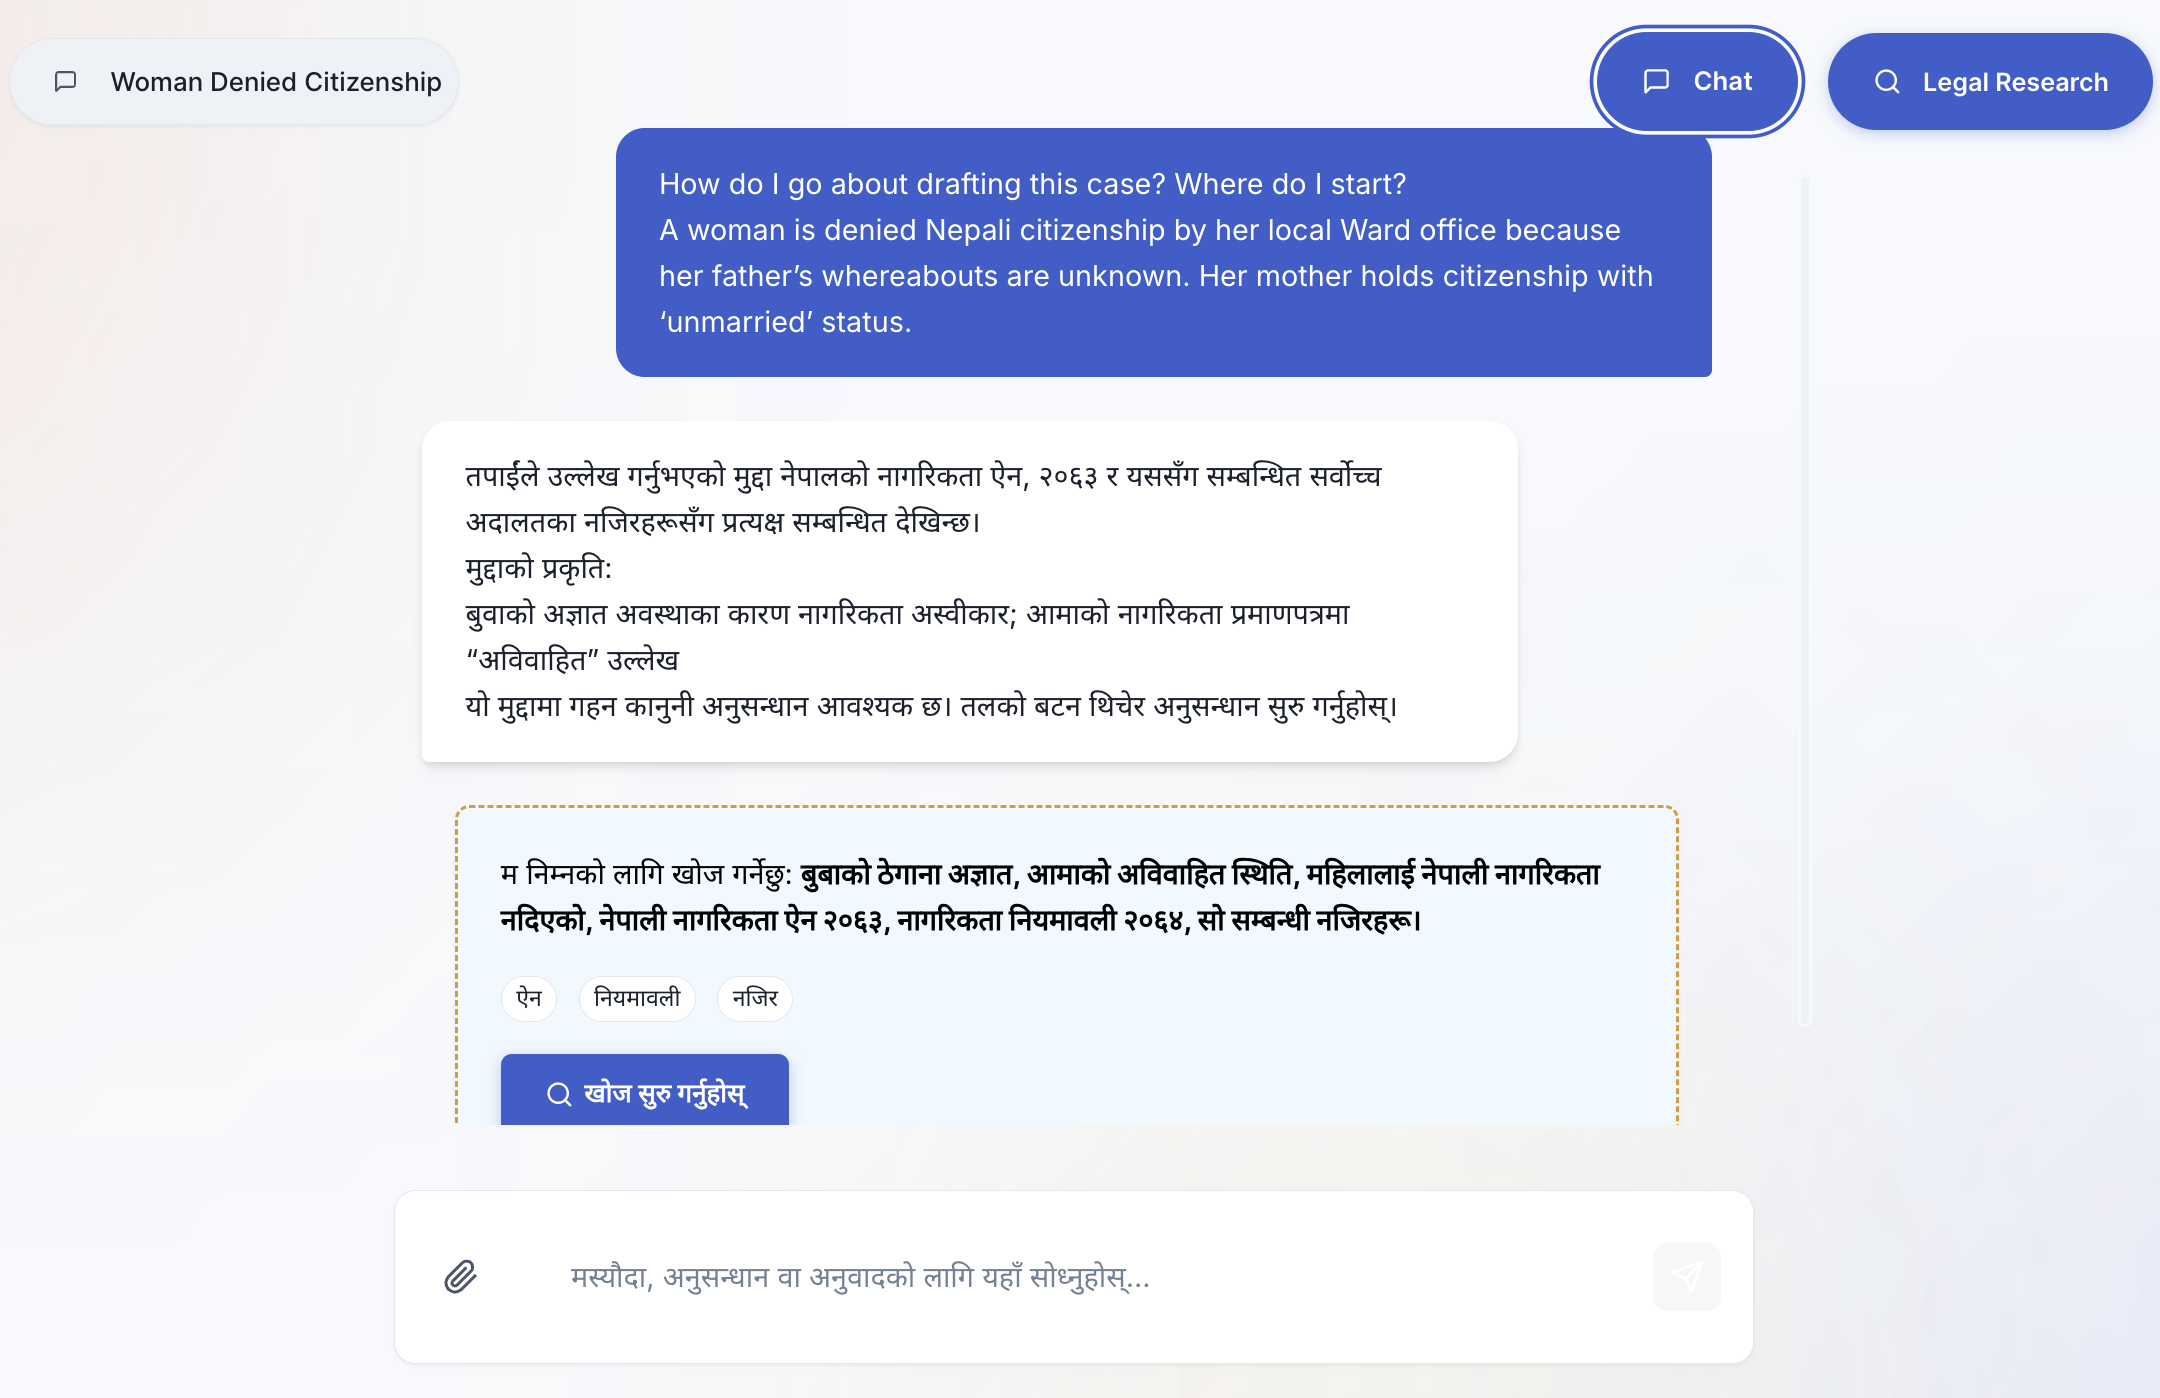 Woman Denied Citizenship
Chat
Legal Research
How do I go about drafting this case? Where do I start?
A woman is denied Nepali citizenship by her local Ward office because
her father’s whereabouts are unknown. Her mother holds citizenship with
‘unmarried’ status.
तपाईंले उल्लेख गर्नुभएको मुद्दा नेपालको नागरिकता ऐन, २०६३ र यससँग सम्बन्धित सर्वोच्च
अदालतका नजिरहरूसँग प्रत्यक्ष सम्बन्धित देखिन्छ।
मुद्दाको प्रकृति:
बुवाको अज्ञात अवस्थाका कारण नागरिकता अस्वीकार; आमाको नागरिकता प्रमाणपत्रमा
“अविवाहित” उल्लेख
यो मुद्दामा गहन कानुनी अनुसन्धान आवश्यक छ। तलको बटन थिचेर अनुसन्धान सुरु गर्नुहोस्।
म निम्नको लागि खोज गर्नेछु: बुबाको ठेगाना अज्ञात, आमाको अविवाहित स्थिति, महिलालाई नेपाली नागरिकता
नदिएको, नेपाली नागरिकता ऐन २०६३, नागरिकता नियमावली २०६४, सो सम्बन्धी नजिरहरू।
ऐन नियमावली नजिर
खोज सुरु गर्नुहोस्
मस्यौदा, अनुसन्धान वा अनुवादको लागि यहाँ सोध्नुहोस्...